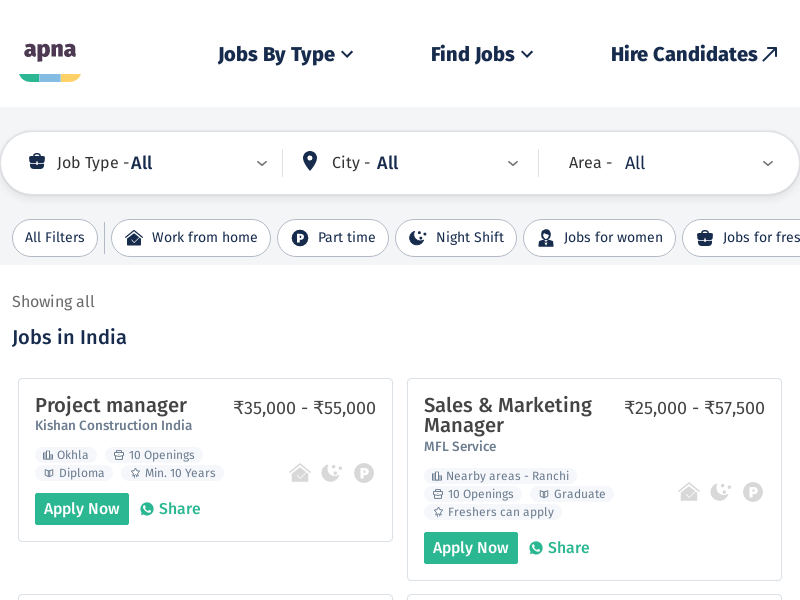 apna
Jobs By Type
Find Jobs
Hire Candidates
Job Type - All
City - All
Area - All
All Filters
Work from home
Part time
Night Shift
Jobs for women
Jobs for fres
Showing all
Jobs in India
Project manager
₹35,000 - ₹55,000
Kishan Construction India
Okhla
10 Openings
Diploma
Min. 10 Years
Apply Now
Share
Sales & Marketing
Manager
₹25,000 - ₹57,500
MFL Service
Nearby areas - Ranchi
10 Openings
Graduate
Freshers can apply
Apply Now
Share